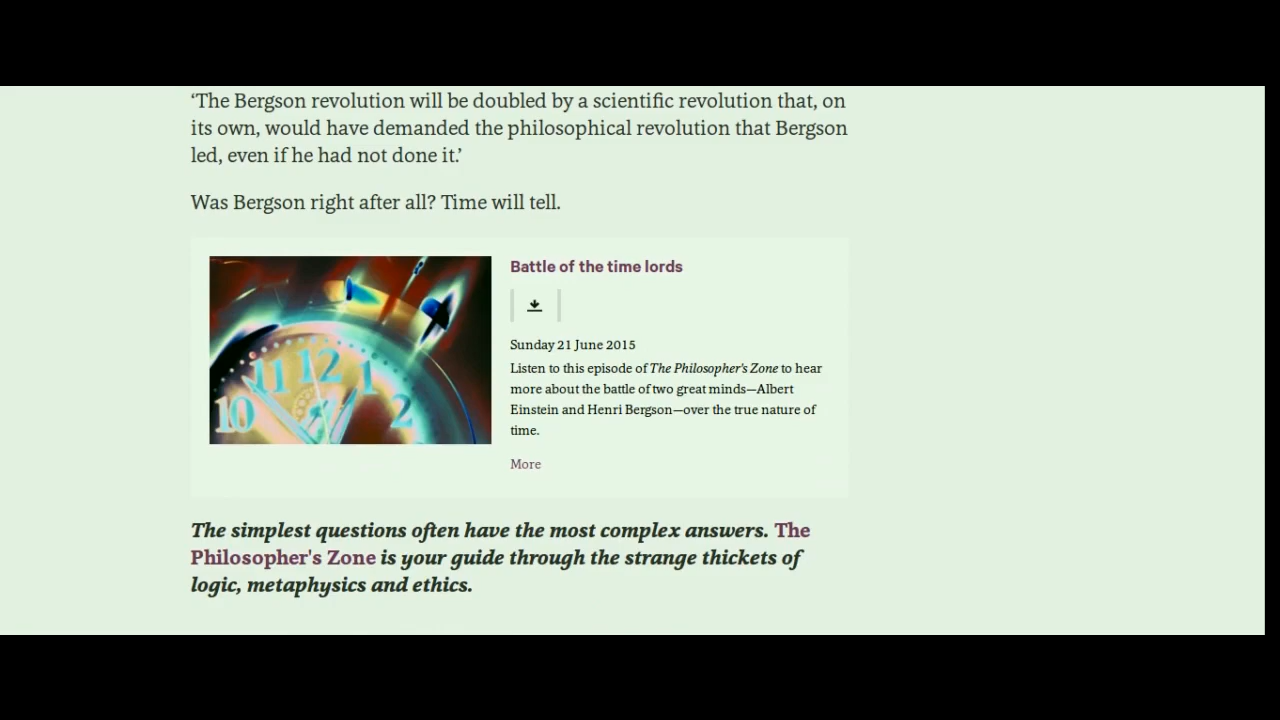 ‘The Bergson revolution will be doubled by a scientific revolution that, on
its own, would have demanded the philosophical revolution that Bergson
led, even if he had not done it.’
Was Bergson right after all? Time will tell.
10 11 12 1 2
Battle of the time lords
Sunday 21 June 2015
Listen to this episode of The Philosopher's Zone to hear
more about the battle of two great minds—Albert
Einstein and Henri Bergson—over the true nature of
time.
More
The simplest questions often have the most complex answers. The
Philosopher's Zone is your guide through the strange thickets of
logic, metaphysics and ethics.